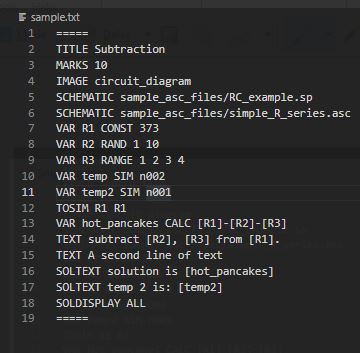 sample.txt
1 =====
2 TITLE Subtraction
3 MARKS 10
4 IMAGE circuit_diagram
5 SCHEMATIC sample_asc_files/RC_example.sp
6 SCHEMATIC sample_asc_files/simple_R_series.asc
7 VAR R1 CONST 373
8 VAR R2 RAND 1 10
9 VAR R3 RANGE 1 2 3 4
10 VAR temp SIM n002
11 VAR temp2 SIM n001
12 TOSIM R1 R1
13 VAR hot_pancakes CALC [R1]-[R2]-[R3]
14 TEXT subtract [R2], [R3] from [R1].
15 TEXT A second line of text
16 SOLTEXT solution is [hot_pancakes]
17 SOLTEXT temp 2 is: [temp2]
18 SOLDISPLAY ALL
19 =====